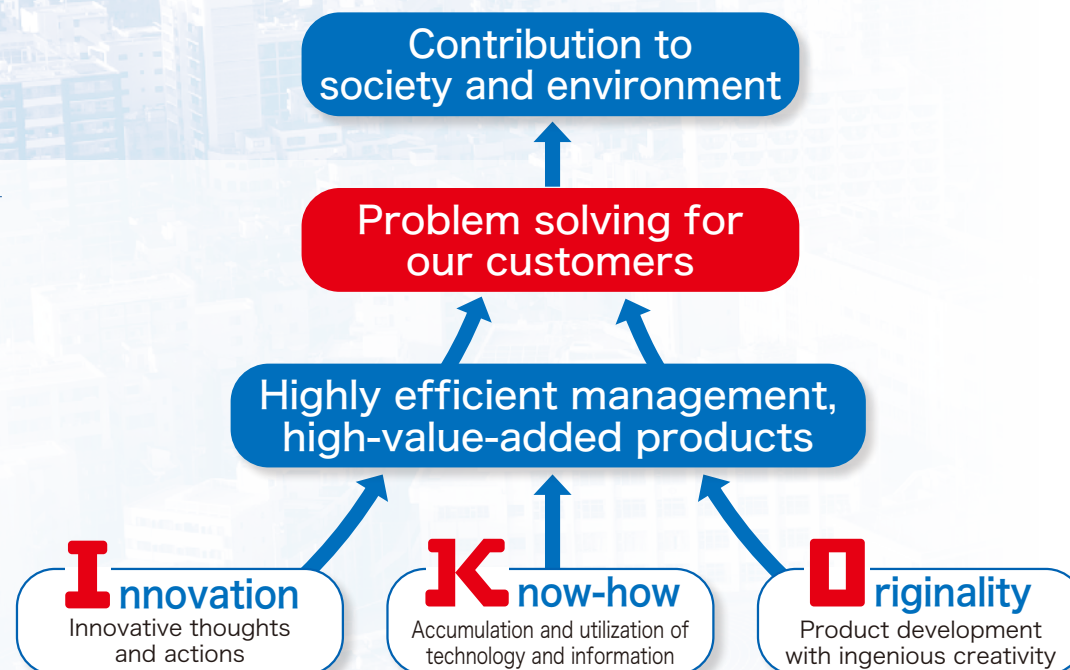 Contribution to
society and environment
Problem solving for
our customers
Highly efficient management,
high-value-added products
Innovation
Innovative thoughts
and actions
Know-how
Accumulation and utilization of
technology and information
Originality
Product development
with ingenious creativity